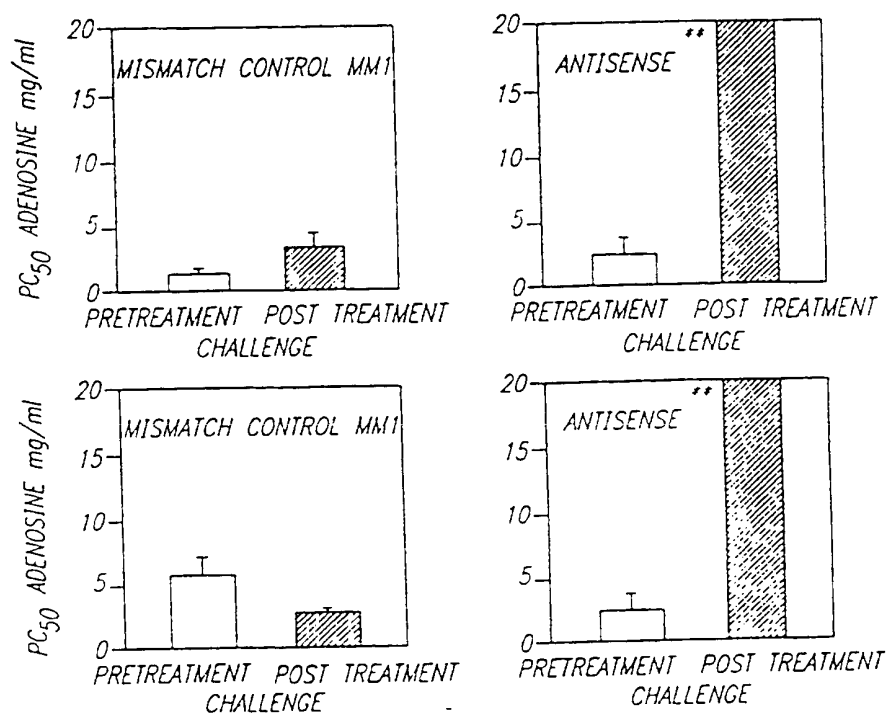 PC50 ADENOSINE mg/ml
20
15
10
5
0
MISMATCH CONTROL MM1
PRETREATMENT POST TREATMENT
CHALLENGE
20
15
10
5
0
ANTISENSE **
PRETREATMENT POST TREATMENT
CHALLENGE
PC50 ADENOSINE mg/ml
20
15
10
5
0
MISMATCH CONTROL MM1
PRETREATMENT POST TREATMENT
CHALLENGE
20
15
10
5
0
ANTISENSE **
PRETREATMENT POST TREATMENT
CHALLENGE